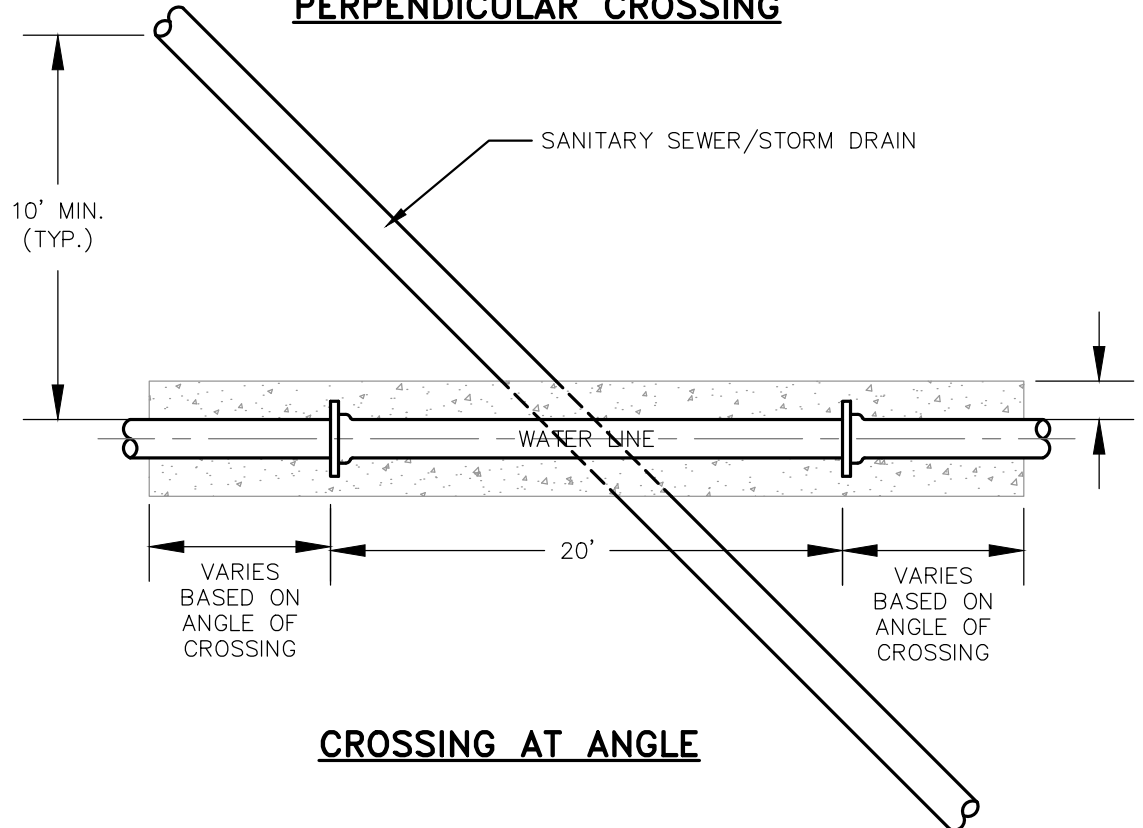 PERPENDICULAR CROSSING
SANITARY SEWER/STORM DRAIN
10' MIN.
(TYP.)
WATER LINE
20'
VARIES
BASED ON
ANGLE OF
CROSSING
VARIES
BASED ON
ANGLE OF
CROSSING
CROSSING AT ANGLE